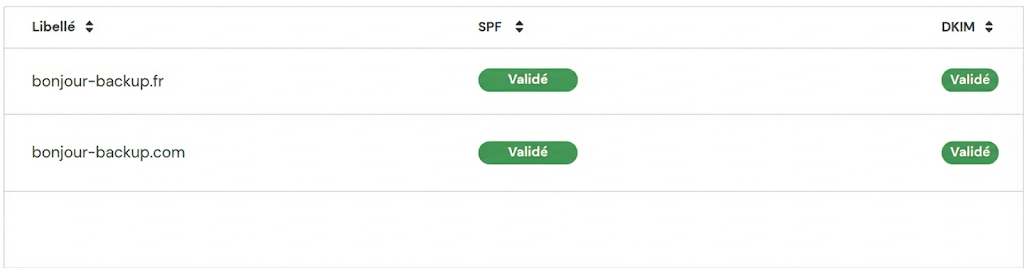 Libellé SPF DKIM
bonjour-backup.fr Validé Validé
bonjour-backup.com Validé Validé